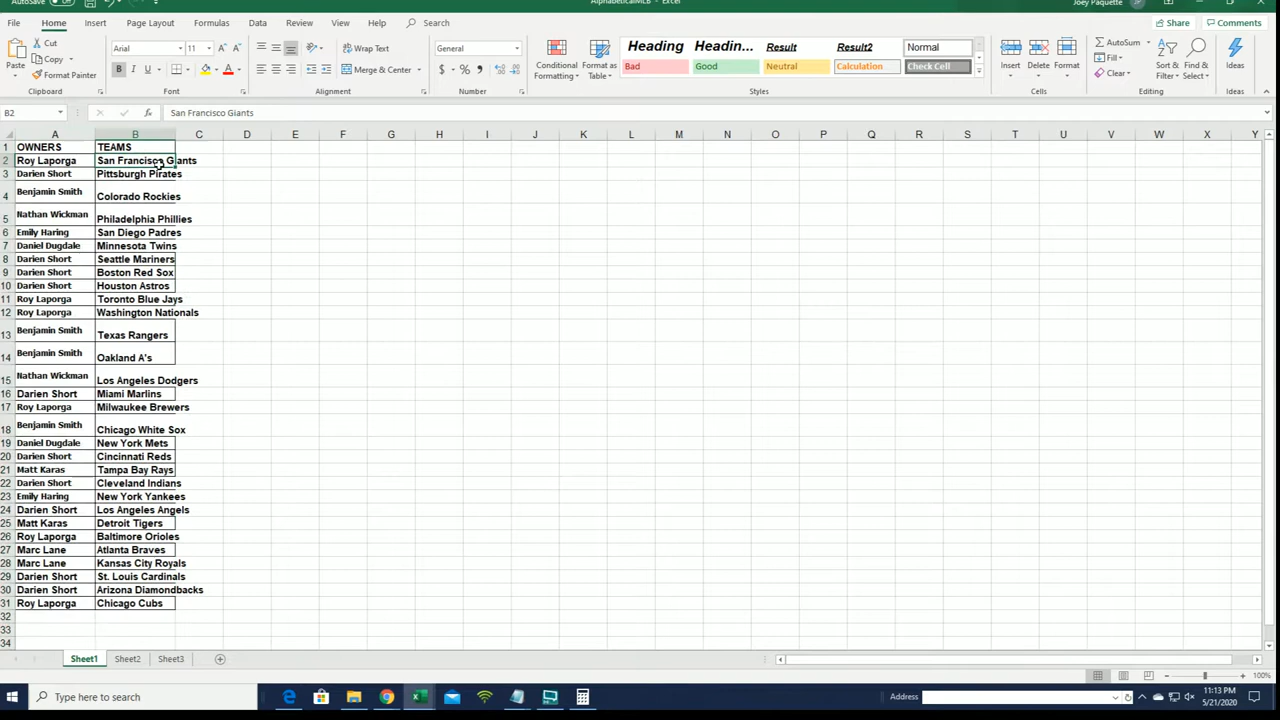 AutoSave Off AlphabeticalMLB - Excel Joey Paquette JP
File Home Insert Page Layout Formulas Data Review View Help Search Share Comments
Paste Cut Copy Format Painter Clipboard
Arial 11 A A B I U A Font
Wrap Text Merge & Center Alignment
General $ % , Number
Conditional Formatting Format as Table
Heading Headin... Result Result2 Normal
Bad Good Neutral Calculation Check Cell
Styles
Insert Delete Format Cells
AutoSum Fill Clear Sort & Filter Find & Select Editing
Ideas Ideas
B2 fx San Francisco Giants
A B C D E F G H I J K L M N O P Q R S T U V W X Y
1 OWNERS TEAMS
2 Roy Laporga San Francisco Giants
3 Darien Short Pittsburgh Pirates
4 Benjamin Smith Colorado Rockies
5 Nathan Wickman Philadelphia Phillies
6 Emily Haring San Diego Padres
7 Daniel Dugdale Minnesota Twins
8 Darien Short Seattle Mariners
9 Darien Short Boston Red Sox
10 Darien Short Houston Astros
11 Roy Laporga Toronto Blue Jays
12 Roy Laporga Washington Nationals
13 Benjamin Smith Texas Rangers
14 Benjamin Smith Oakland A's
15 Nathan Wickman Los Angeles Dodgers
16 Darien Short Miami Marlins
17 Roy Laporga Milwaukee Brewers
18 Benjamin Smith Chicago White Sox
19 Daniel Dugdale New York Mets
20 Darien Short Cincinnati Reds
21 Matt Karas Tampa Bay Rays
22 Darien Short Cleveland Indians
23 Emily Haring New York Yankees
24 Darien Short Los Angeles Angels
25 Matt Karas Detroit Tigers
26 Roy Laporga Baltimore Orioles
27 Marc Lane Atlanta Braves
28 Marc Lane Kansas City Royals
29 Darien Short St. Louis Cardinals
30 Darien Short Arizona Diamondbacks
31 Roy Laporga Chicago Cubs
32
33
34
Sheet1 Sheet2 Sheet3
100%
Type here to search Address 11:13 PM
5/21/2020